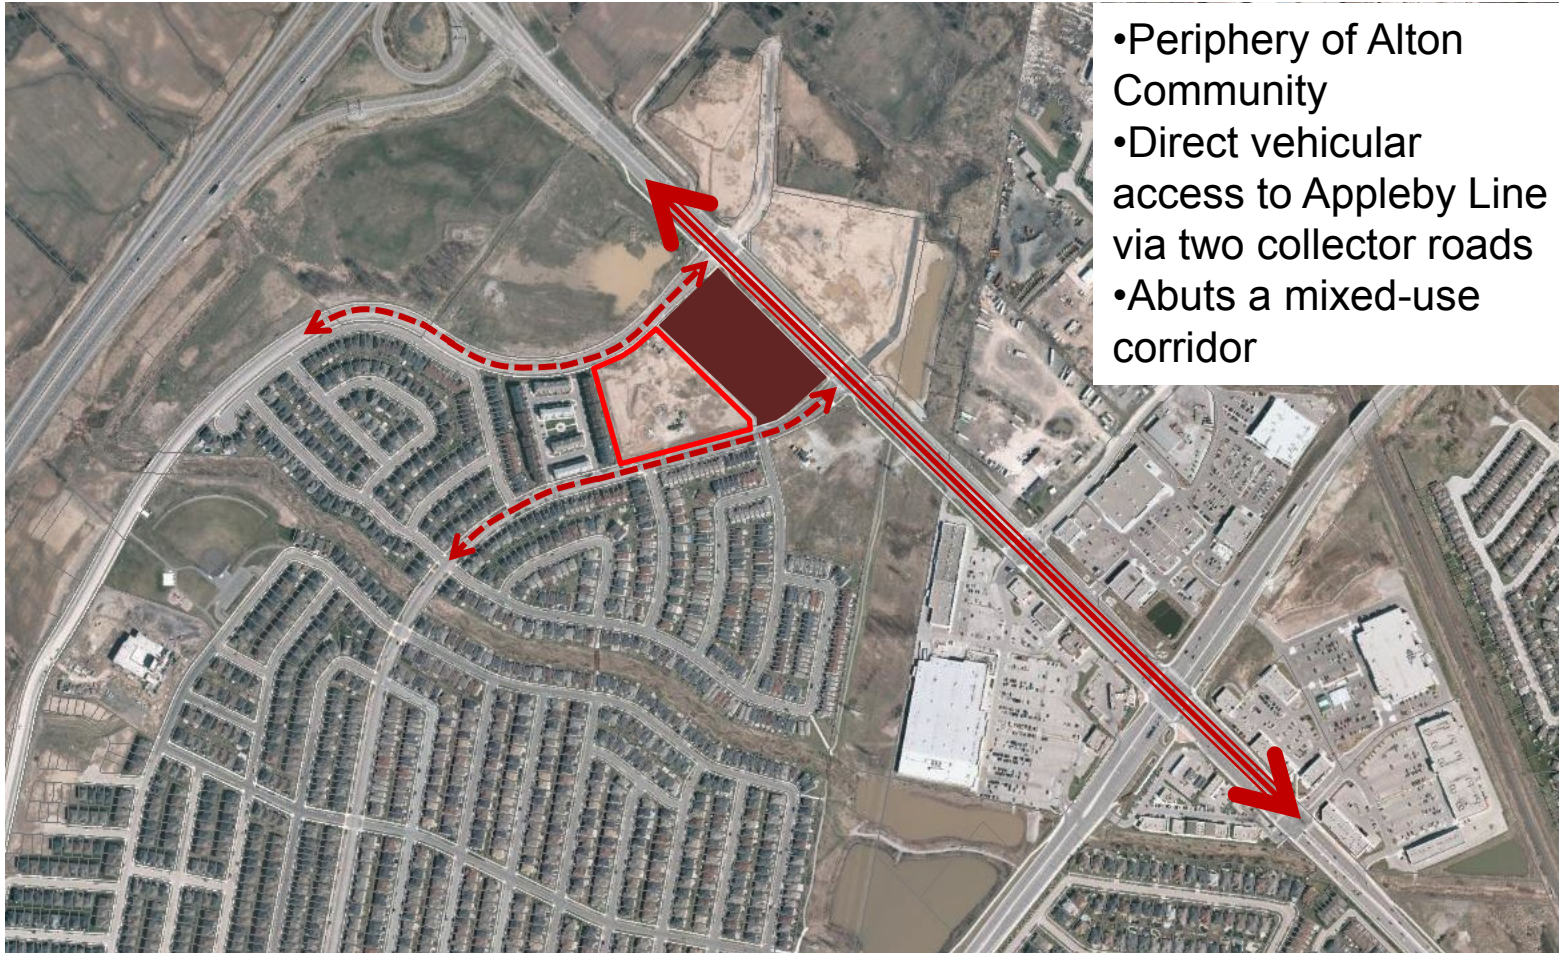 •Periphery of Alton
Community
•Direct vehicular
access to Appleby Line
via two collector roads
•Abuts a mixed-use
corridor